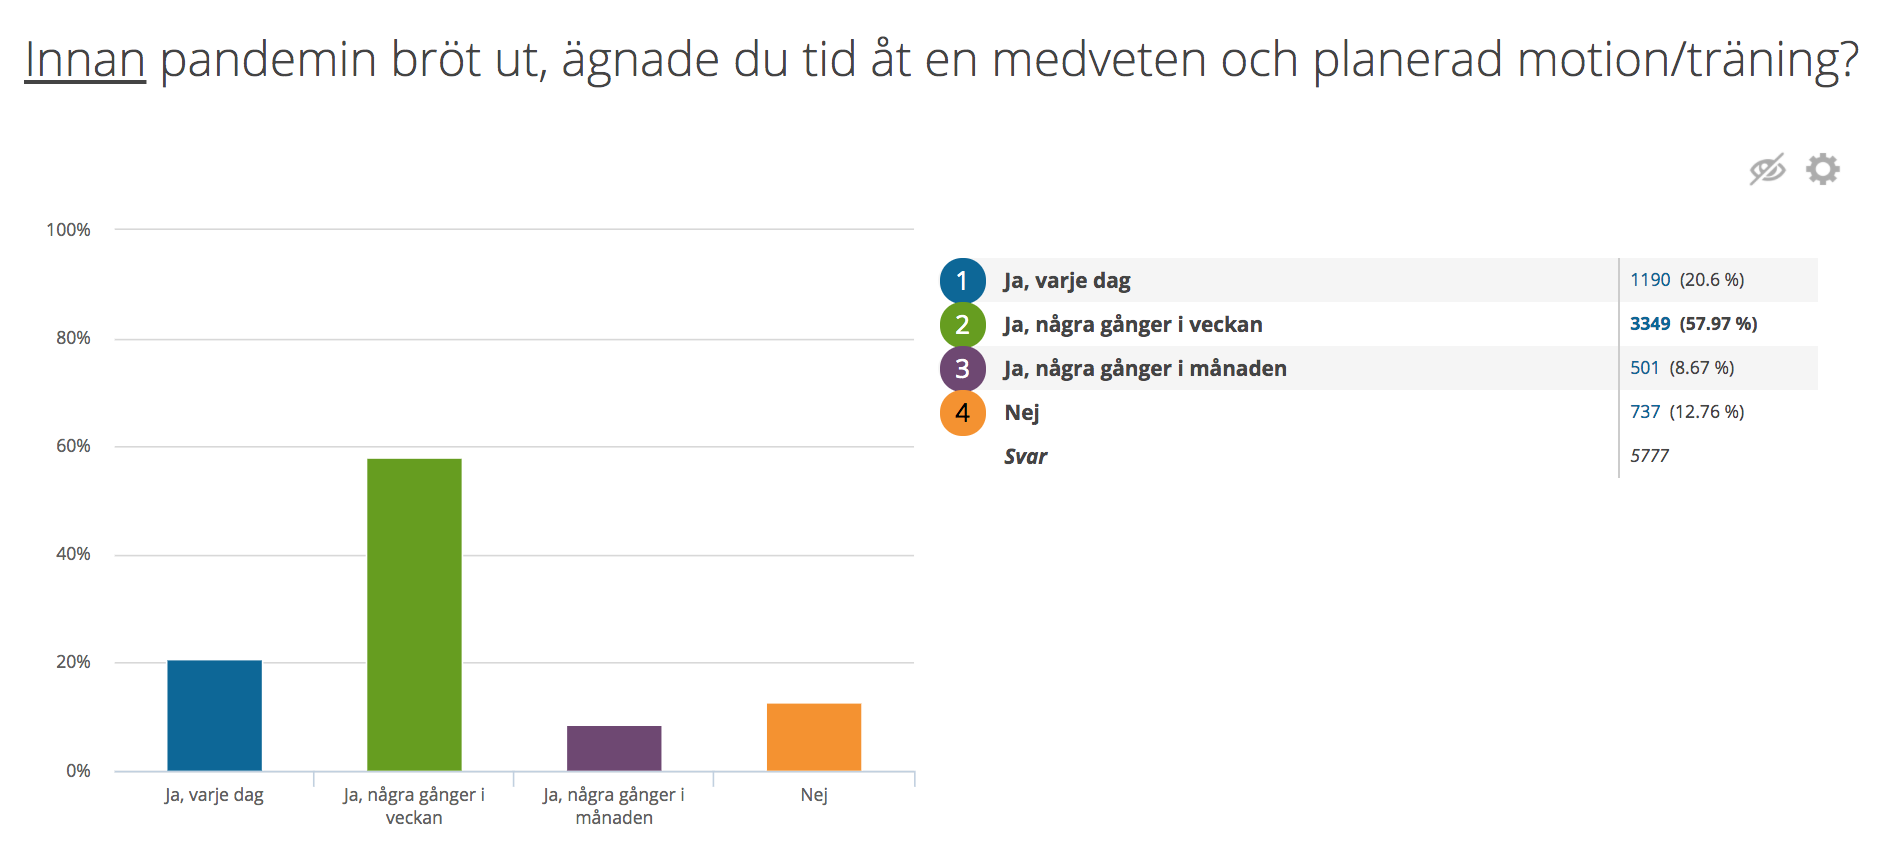 Innan pandemin bröt ut, ägnade du tid åt en medveten och planerad motion/träning?
100%
80%
60%
40%
20%
0%
Ja, varje dag
Ja, några gånger i
veckan
Ja, några gånger i
månaden
Nej
1 Ja, varje dag 1190 (20.6 %)
2 Ja, några gånger i veckan 3349 (57.97 %)
3 Ja, några gånger i månaden 501 (8.67 %)
4 Nej 737 (12.76 %)
Svar 5777